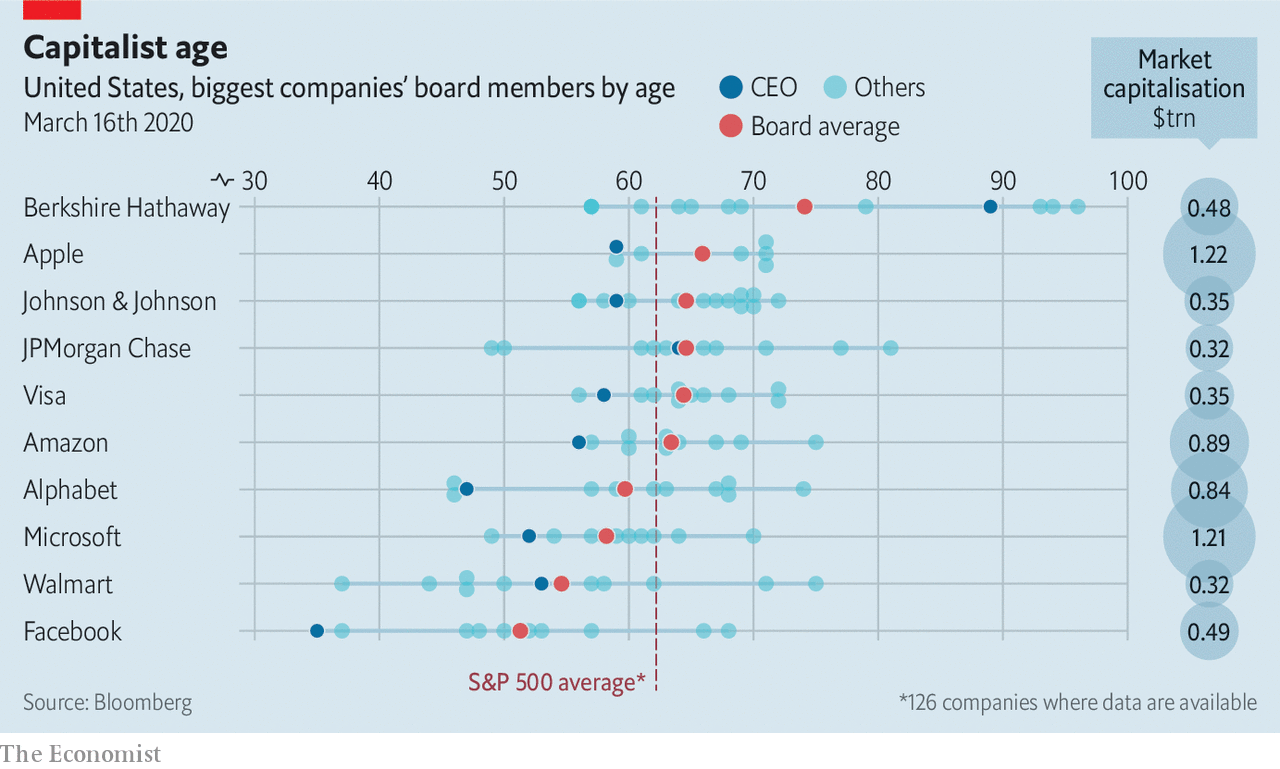 Capitalist age
United States, biggest companies’ board members by age
March 16th 2020
CEO Others
Board average
Market
capitalisation
$trn
30 40 50 60 70 80 90 100
Berkshire Hathaway 0.48
Apple 1.22
Johnson & Johnson 0.35
JPMorgan Chase 0.32
Visa 0.35
Amazon 0.89
Alphabet 0.84
Microsoft 1.21
Walmart 0.32
Facebook 0.49
S&P 500 average*
Source: Bloomberg *126 companies where data are available
The Economist